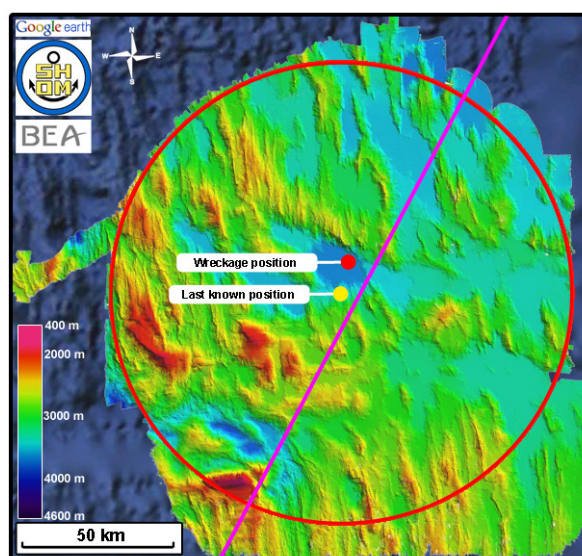 Google earth
N
W E
S
SH
OM
BEA
Wreckage position
Last known position
400 m
2000 m
3000 m
4000 m
4600 m
50 km